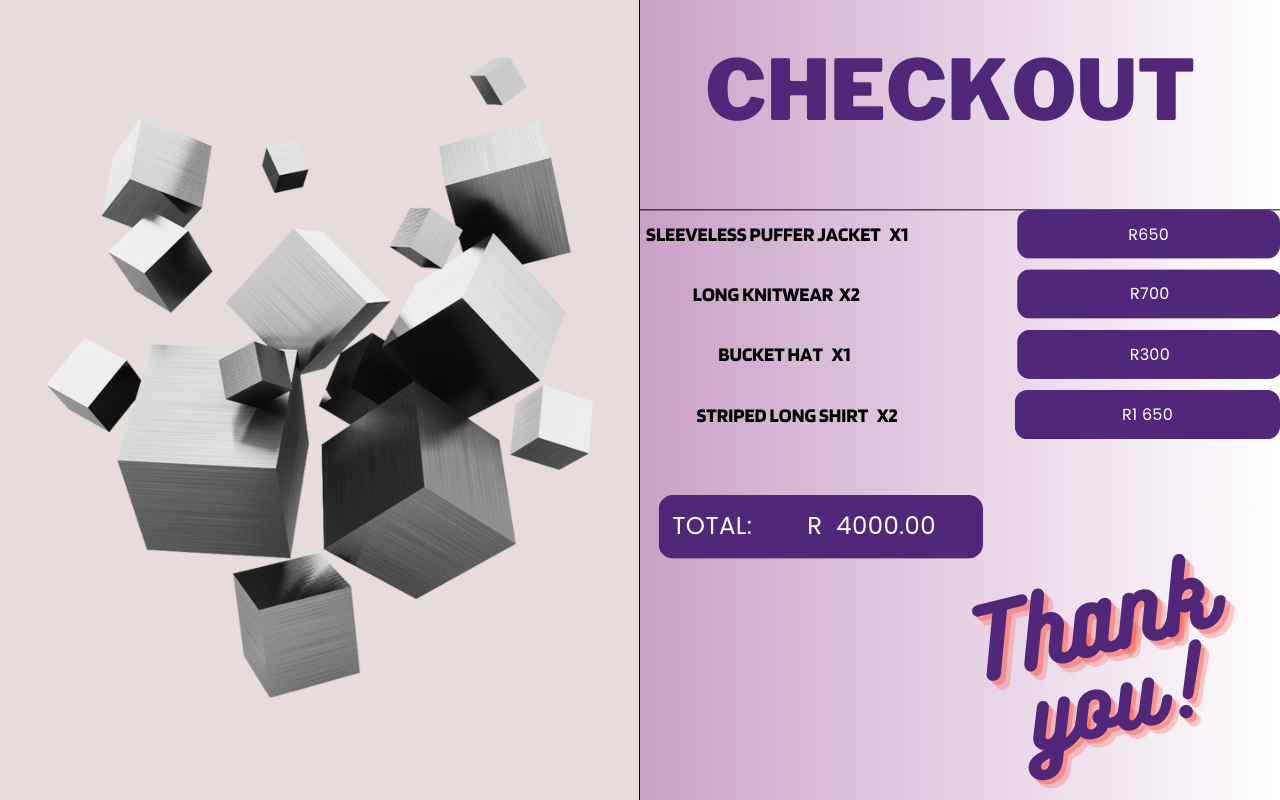 CHECKOUT
SLEEVELESS PUFFER JACKET X1 R650
LONG KNITWEAR X2 R700
BUCKET HAT X1 R300
STRIPED LONG SHIRT X2 R1 650
TOTAL: R 4000.00
Thank
you!